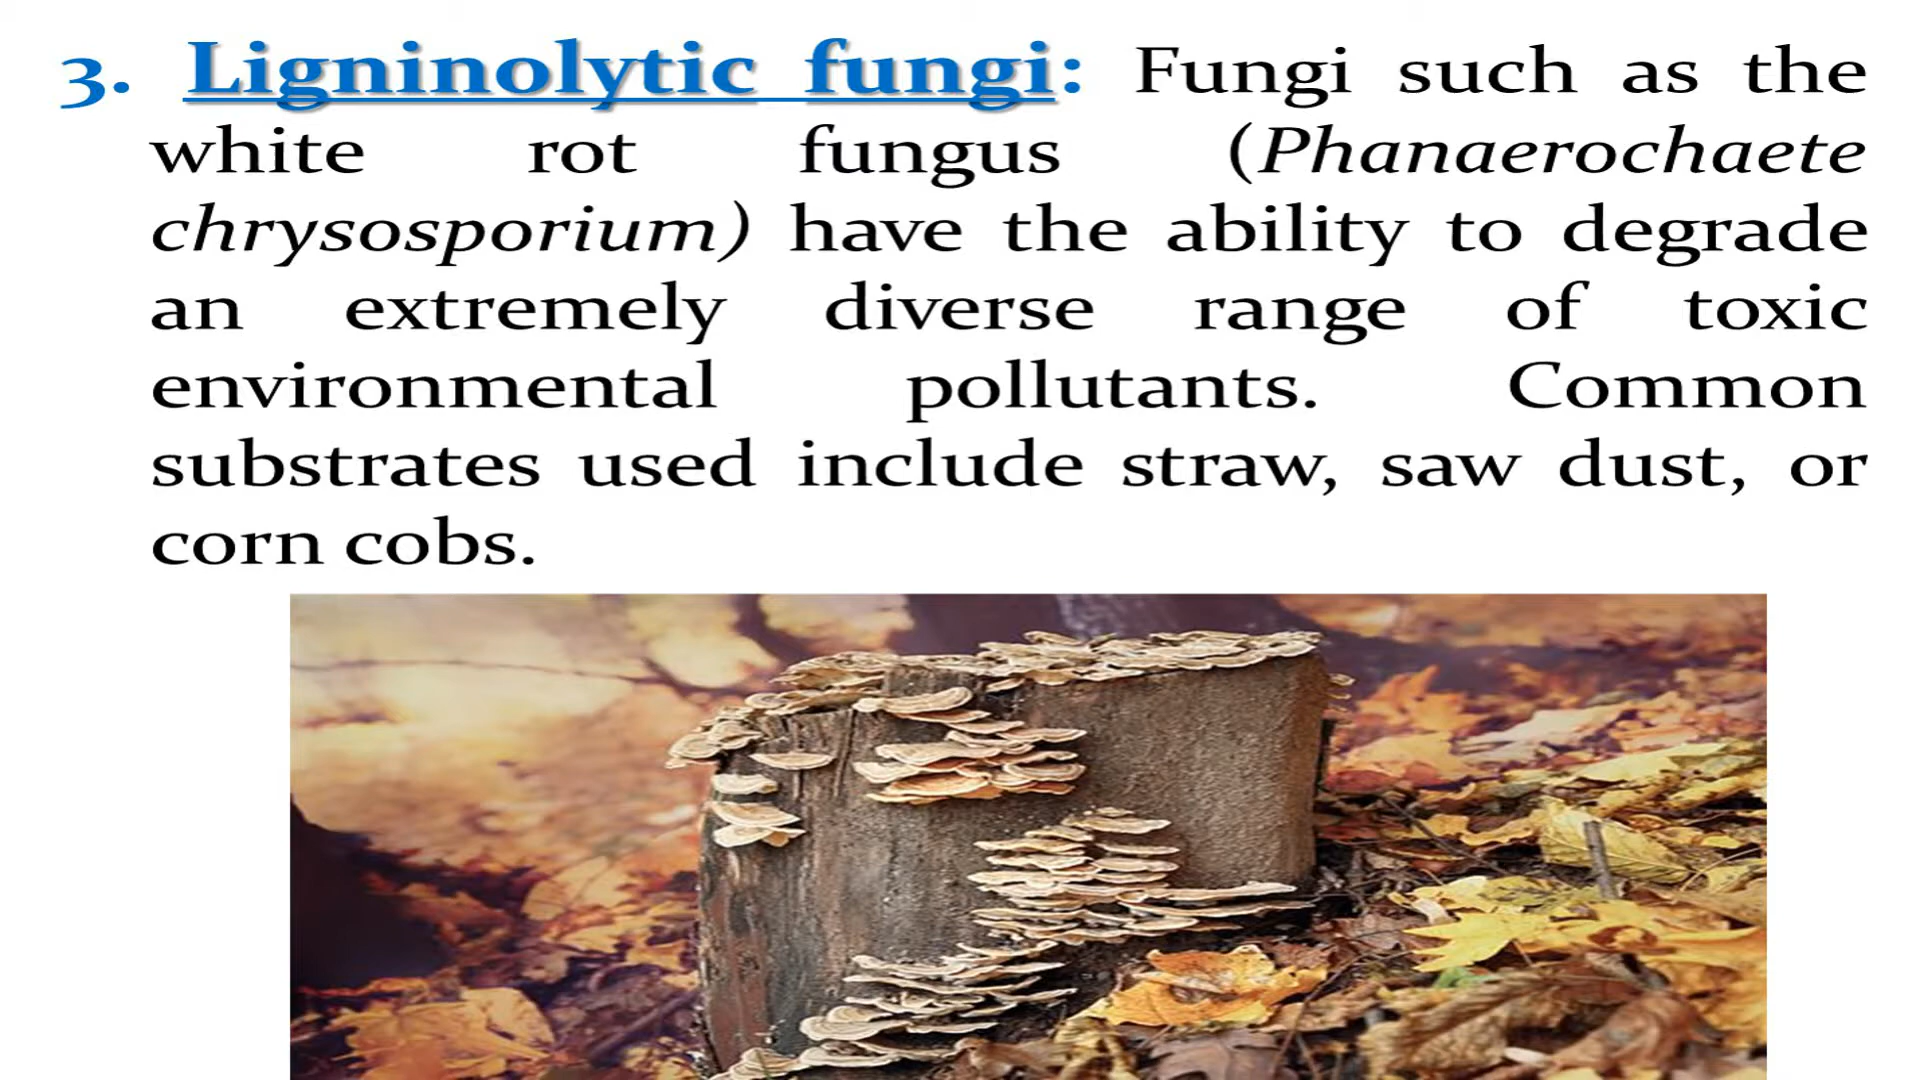 3. Ligninolytic fungi: Fungi such as the
white rot fungus (Phanaerochaete
chrysosporium) have the ability to degrade
an extremely diverse range of toxic
environmental pollutants. Common
substrates used include straw, saw dust, or
corn cobs.